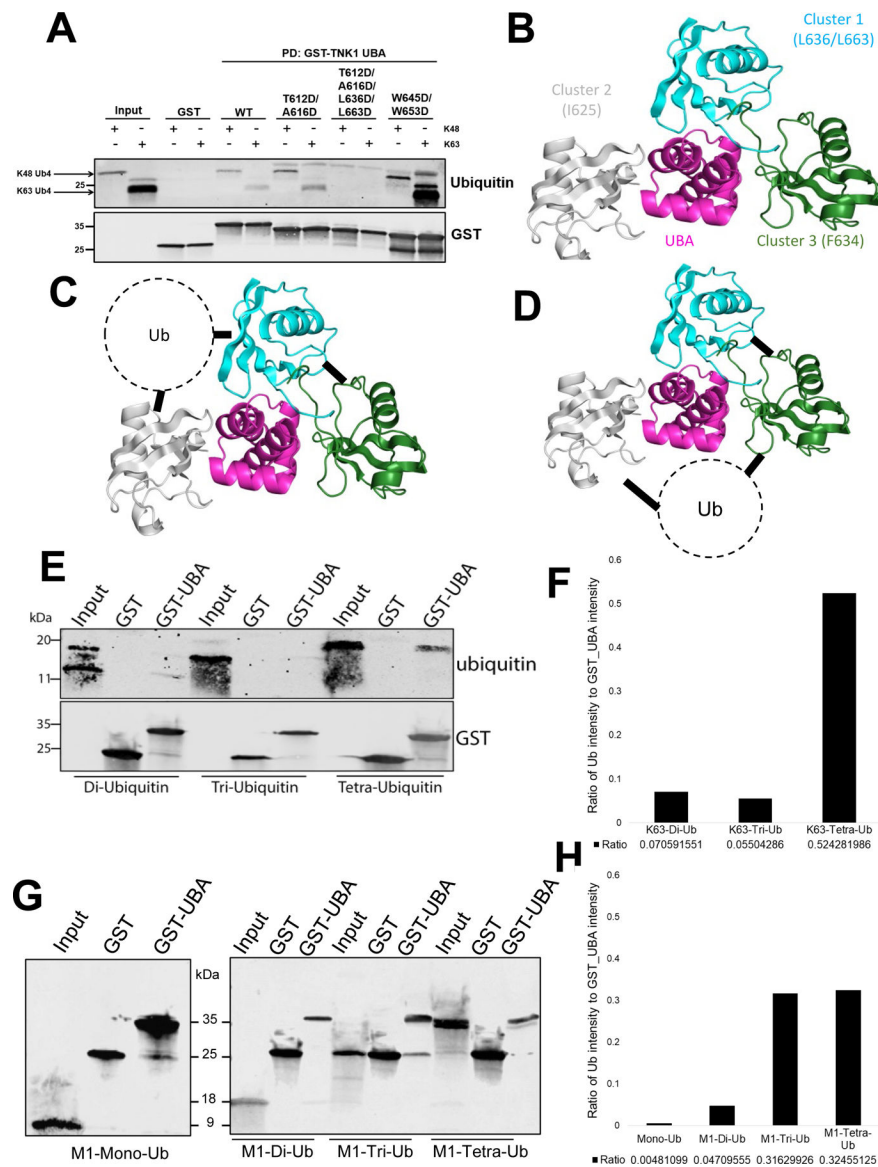 A
PD: GST-TNK1 UBA
Input
GST
WT
T612D/
A616D
T612D/
A616D/
L636D/
L663D
W645D/
W653D
+ - + - + - + - + - + - K48
- + - + - + - + - + - + K63
K48 Ub4
K63 Ub4
25
Ubiquitin
35
25
GST
B
Cluster 1
(L636/L663)
Cluster 2
(I625)
UBA
Cluster 3 (F634)
C
Ub
D
Ub
E
Input GST GST-UBA Input GST GST-UBA Input GST GST-UBA
kDa
20
11
ubiquitin
35
25
GST
Di-Ubiquitin Tri-Ubiquitin Tetra-Ubiquitin
F
Ratio of Ub intensity to GST_UBA intensity
0.6
0.5
0.4
0.3
0.2
0.1
0
K63-Di-Ub K63-Tri-Ub K63-Tetra-Ub
Ratio 0.070591551 0.05504286 0.524281986
G
Input GST GST-UBA
kDa
Input GST GST-UBA Input GST GST-UBA Input GST GST-UBA
35
25
18
9
M1-Mono-Ub
M1-Di-Ub M1-Tri-Ub M1-Tetra-Ub
H
Ratio of Ub intensity to GST_UBA intensity
0.6
0.5
0.4
0.3
0.2
0.1
0
Mono-Ub M1-Di-Ub M1-Tri-Ub M1-Tetra-
Ub
Ratio 0.00481099 0.04709555 0.31629926 0.32455125